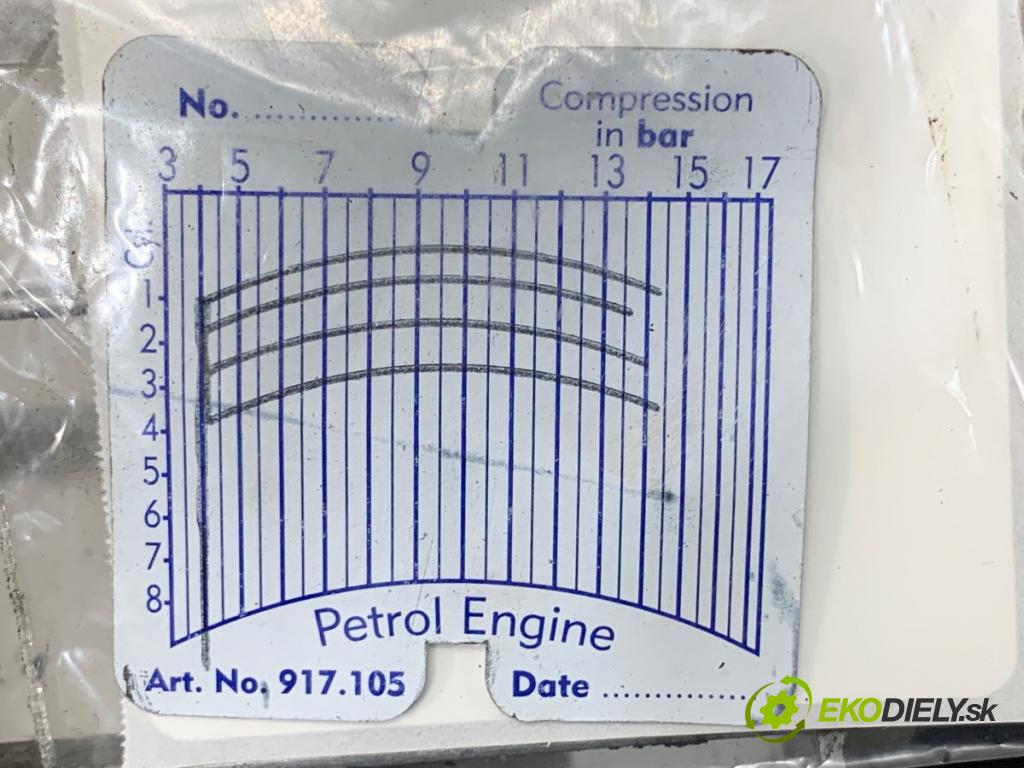 No. ................
Compression
in bar
3 5 7 9 11 13 15 17
Cyl.
1
2
3
4
5
6
7
8
Petrol Engine
Art. No. 917.105
Date ................
EKODIELY.sk